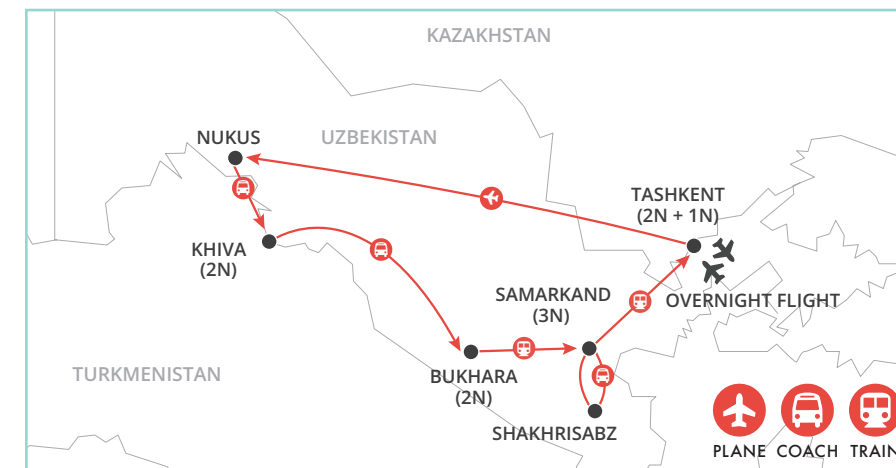 KAZAKHSTAN
NUKUS
UZBEKISTAN
TASHKENT
(2N + 1N)
KHIVA
(2N)
SAMARKAND
(3N)
OVERNIGHT FLIGHT
TURKMENISTAN
BUKHARA
(2N)
SHAKHRISABZ
PLANE COACH TRAIN